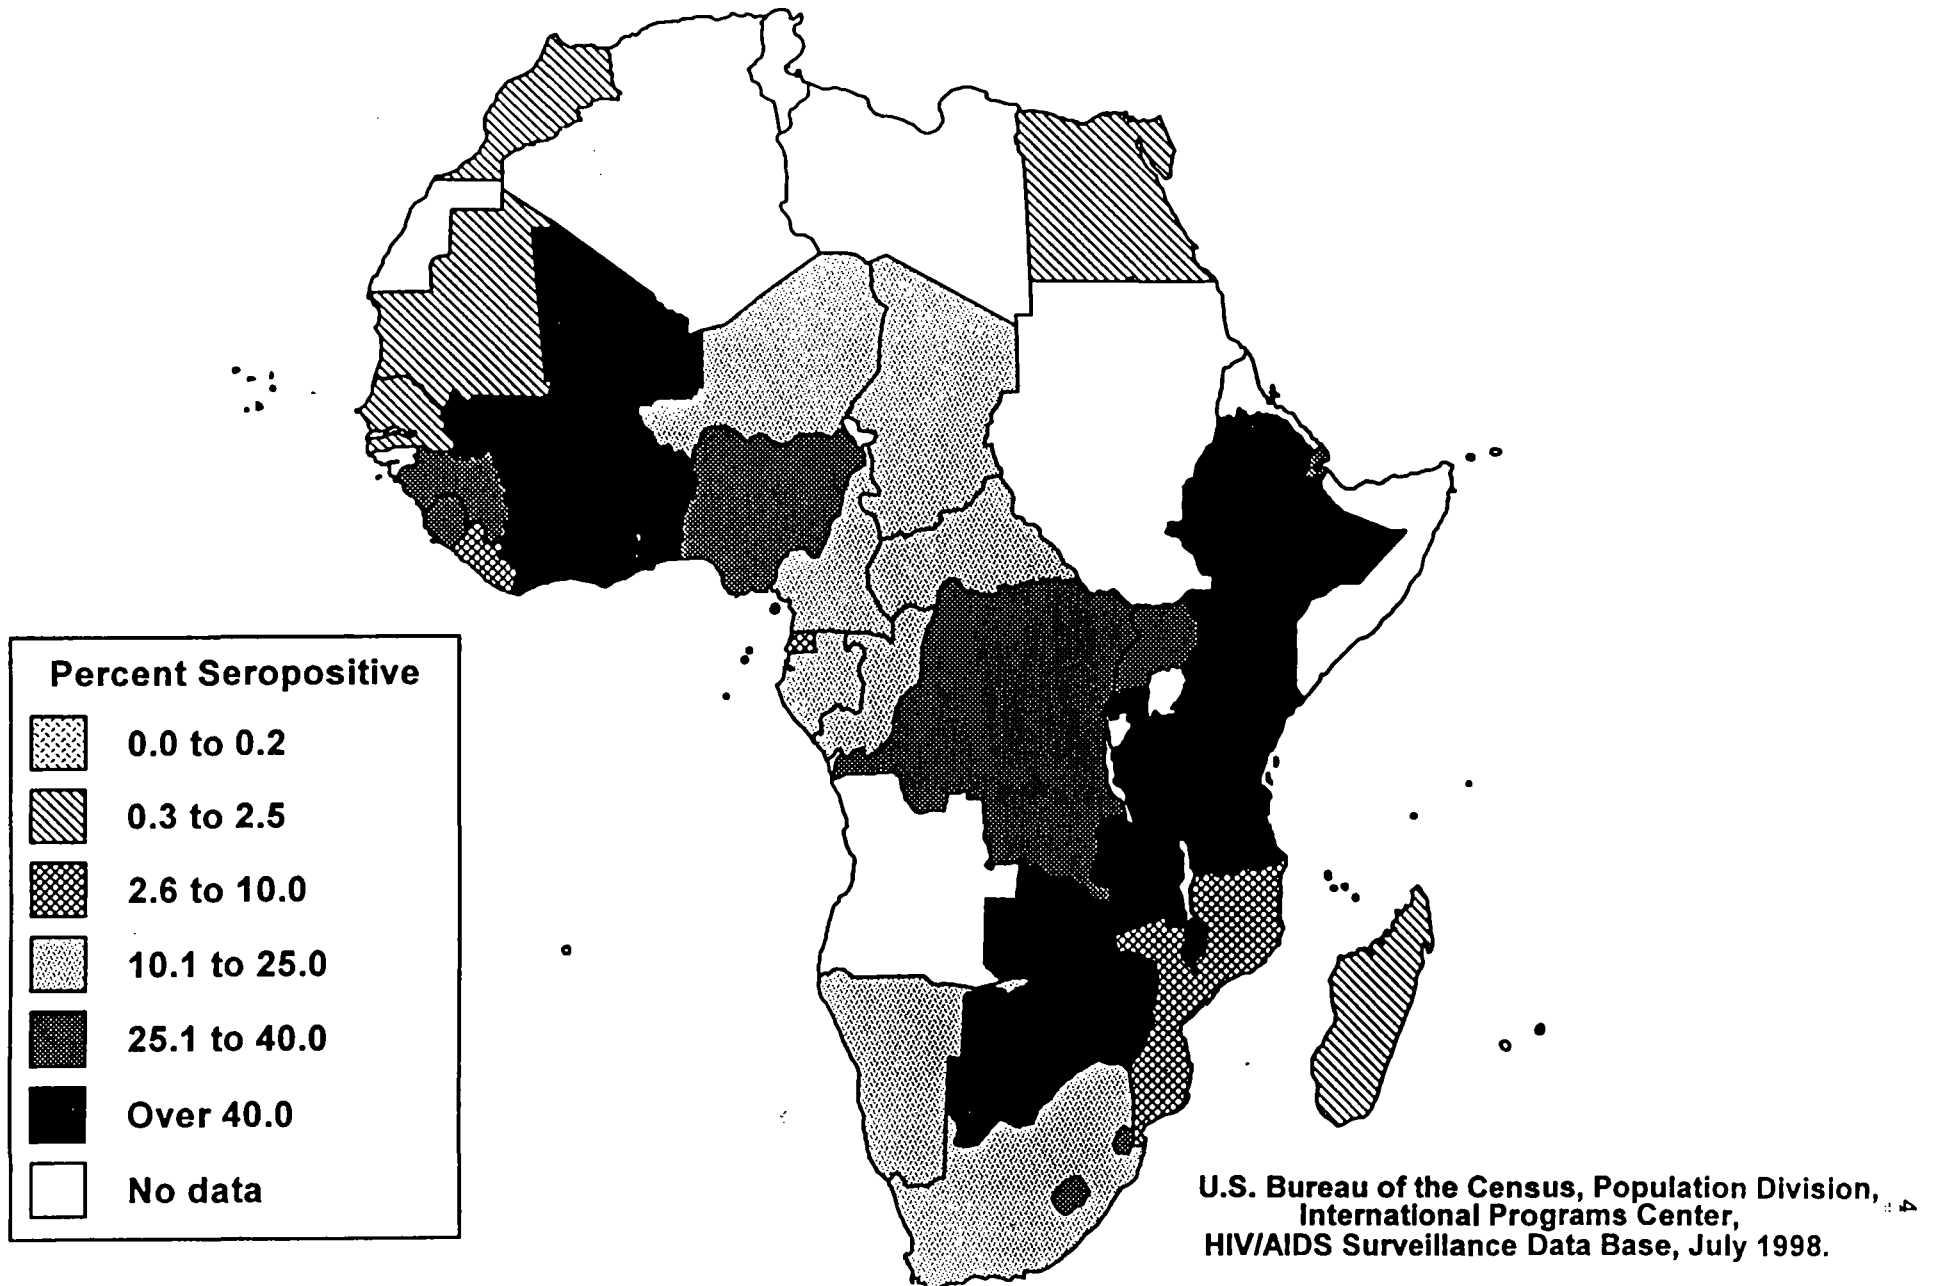 Percent Seropositive
0.0 to 0.2
0.3 to 2.5
2.6 to 10.0
10.1 to 25.0
25.1 to 40.0
Over 40.0
No data
U.S. Bureau of the Census, Population Division,
International Programs Center,
HIV/AIDS Surveillance Data Base, July 1998.
4